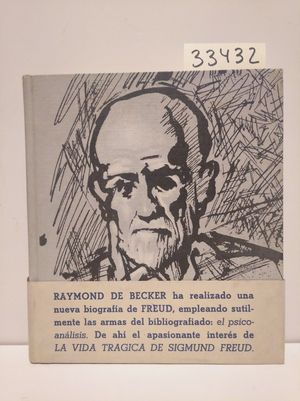 33432
RAYMOND DE BECKER ha realizado una
nueva biografía de FREUD, empleando sutil-
mente las armas del bibliografiado: el psico-
análisis. De ahí el apasionante interés de
LA VIDA TRAGICA DE SIGMUND FREUD.